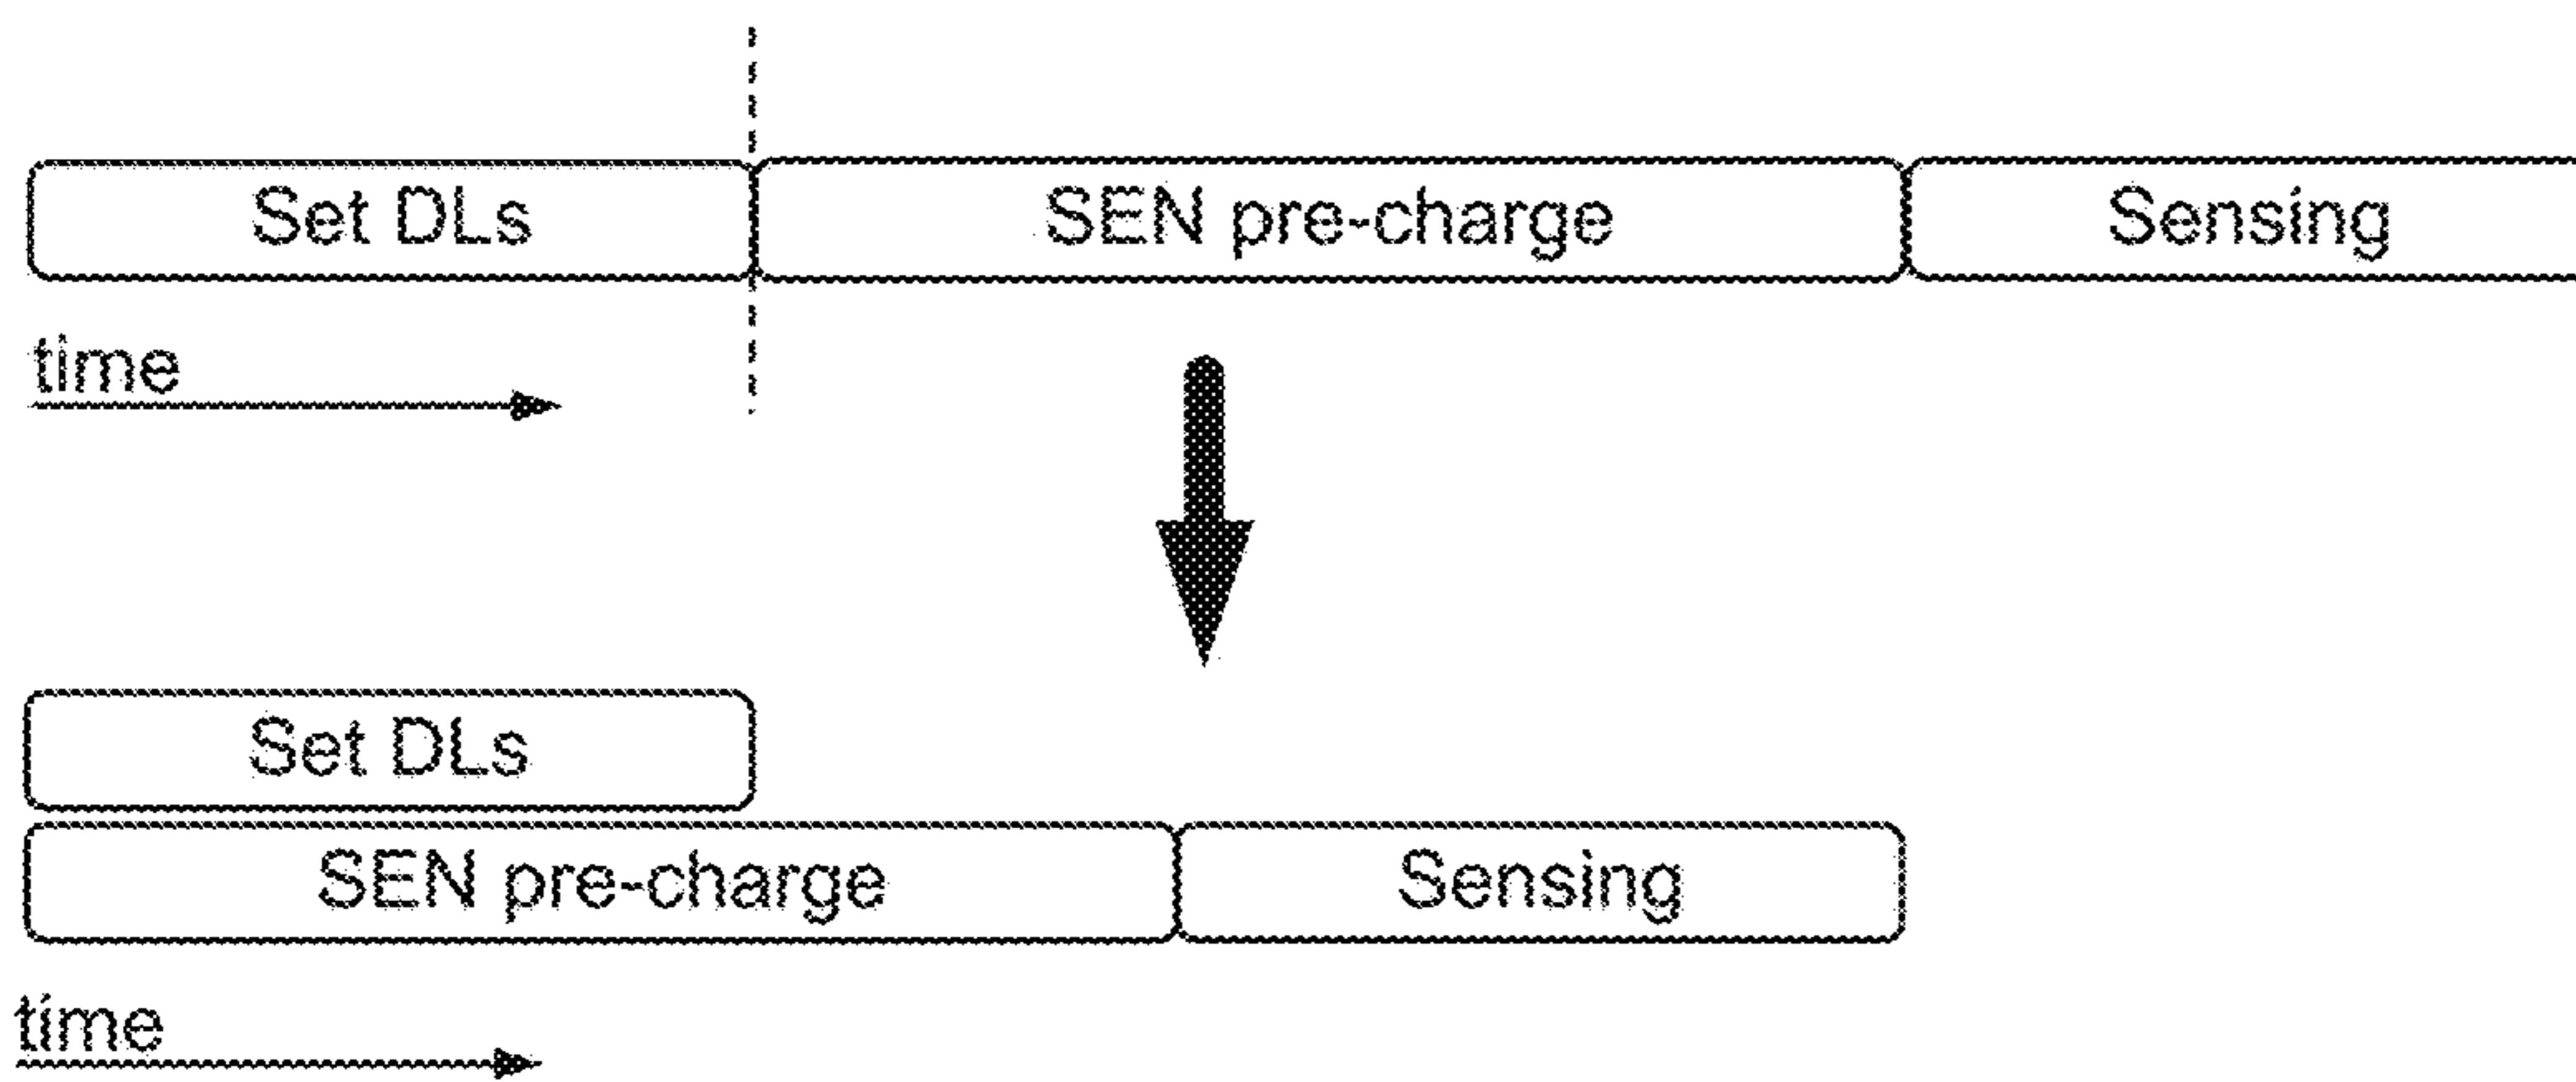 Set DLs SEN pre-charge Sensing
time
Set DLs
SEN pre-charge Sensing
time